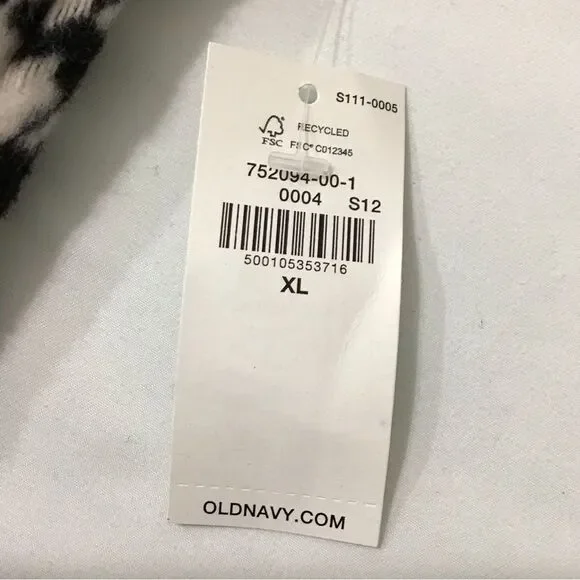 S111-0005
RECYCLED
FSC FSC® C012345
752094-00-1
0004 S12
500105353716
XL
OLDNAVY.COM